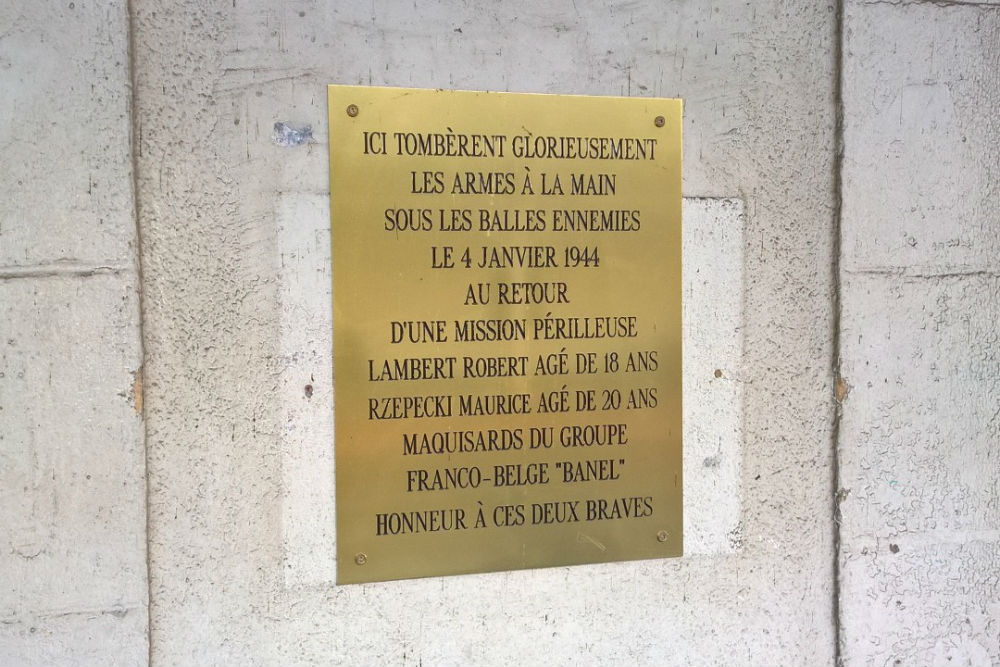 ICI TOMBÈRENT GLORIEUSEMENT
LES ARMES À LA MAIN
SOUS LES BALLES ENNEMIES
LE 4 JANVIER 1944
AU RETOUR
D'UNE MISSION PÉRILLEUSE
LAMBERT ROBERT AGÉ DE 18 ANS
RZEPECKI MAURICE AGÉ DE 20 ANS
MAQUISARDS DU GROUPE
FRANCO-BELGE "BANEL"
HONNEUR À CES DEUX BRAVES